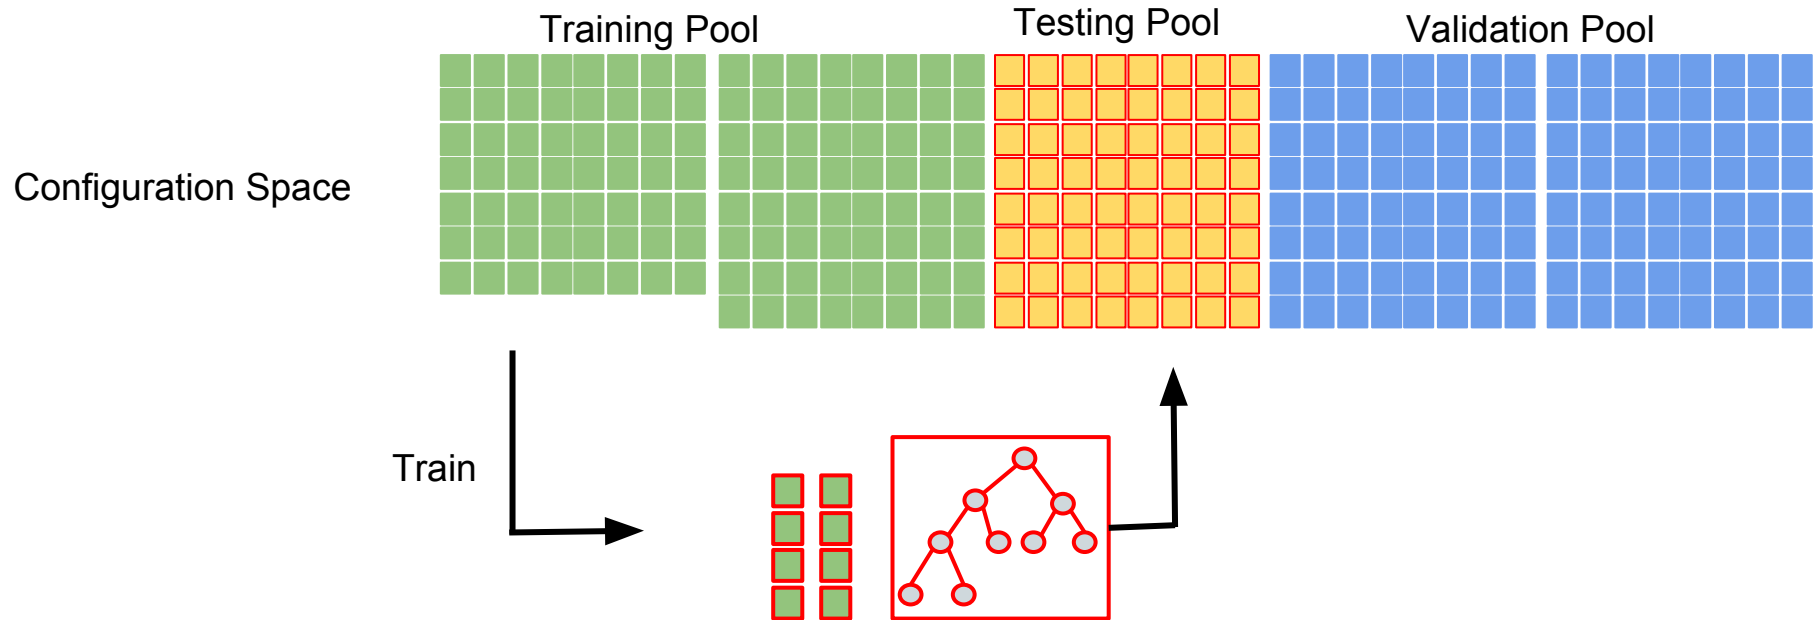 Training Pool
Testing Pool
Validation Pool
Configuration Space
Train